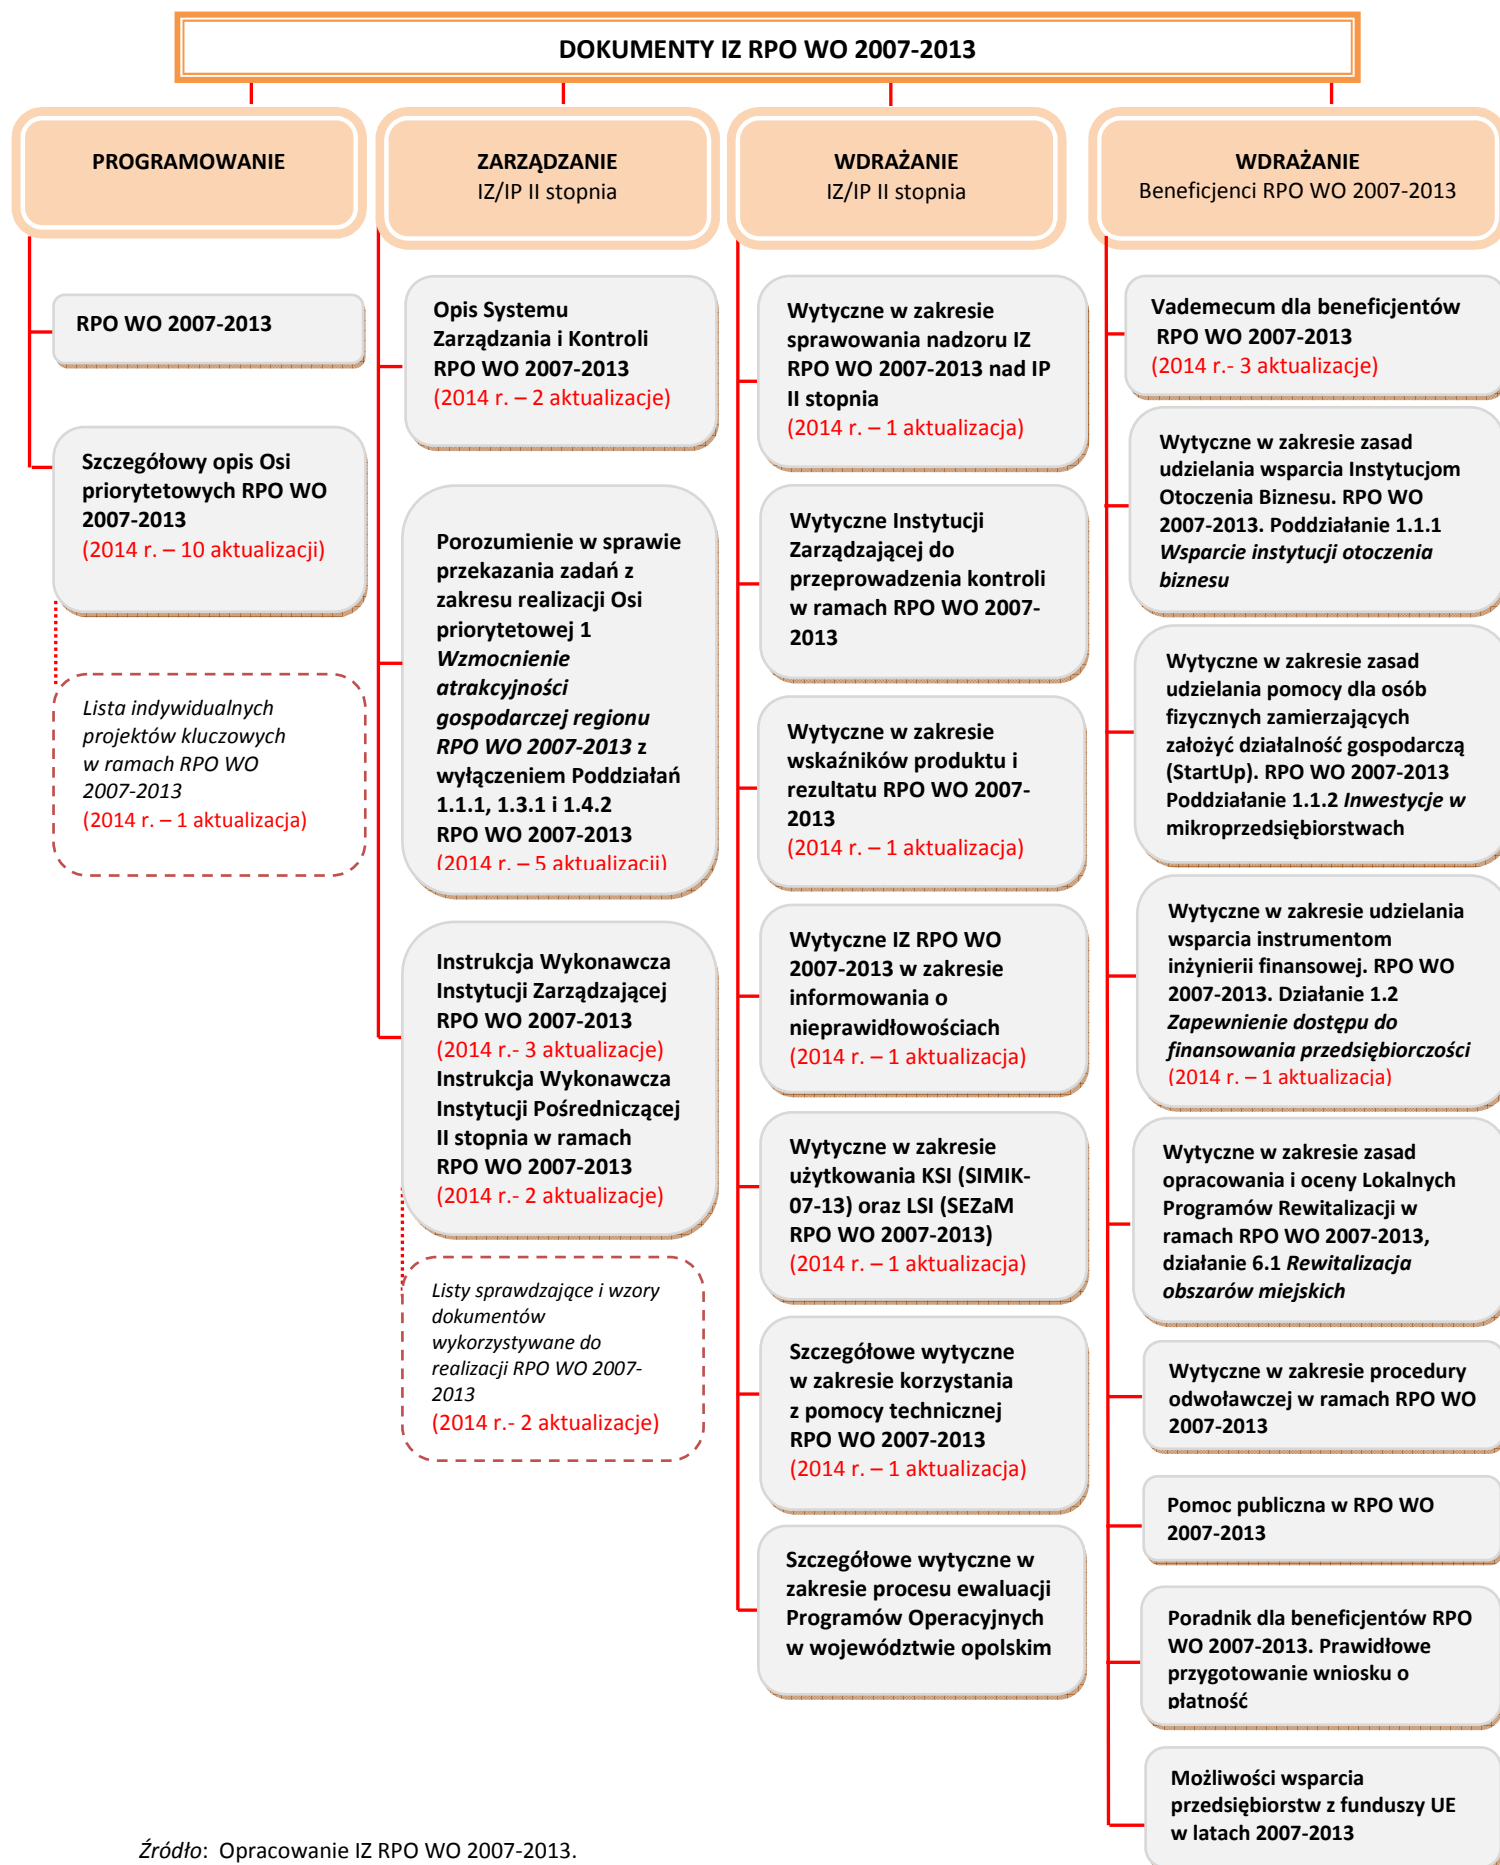 DOKUMENTY IZ RPO WO 2007-2013
PROGRAMOWANIE
RPO WO 2007-2013
Szczegółowy opis Osi
priorytetowych RPO WO
2007-2013
(2014 r. – 10 aktualizacji)
Lista indywidualnych
projektów kluczowych
w ramach RPO WO
2007-2013
(2014 r. – 1 aktualizacja)
ZARZĄDZANIE
IZ/IP II stopnia
Opis Systemu
Zarządzania i Kontroli
RPO WO 2007-2013
(2014 r. – 2 aktualizacje)
Porozumienie w sprawie
przekazania zadań z
zakresu realizacji Osi
priorytetowej 1
Wzmocnienie
atrakcyjności
gospodarczej regionu
RPO WO 2007-2013 z
wyłączeniem Poddziałań
1.1.1, 1.3.1 i 1.4.2
RPO WO 2007-2013
(2014 r. – 5 aktualizacji)
Instrukcja Wykonawcza
Instytucji Zarządzającej
RPO WO 2007-2013
(2014 r.- 3 aktualizacje)
Instrukcja Wykonawcza
Instytucji Pośredniczącej
II stopnia w ramach
RPO WO 2007-2013
(2014 r.- 2 aktualizacje)
Listy sprawdzające i wzory
dokumentów
wykorzystywane do
realizacji RPO WO 2007-
2013
(2014 r.- 2 aktualizacje)
WDRAŻANIE
IZ/IP II stopnia
Wytyczne w zakresie
sprawowania nadzoru IZ
RPO WO 2007-2013 nad IP
II stopnia
(2014 r. – 1 aktualizacja)
Wytyczne Instytucji
Zarządzającej do
przeprowadzenia kontroli
w ramach RPO WO 2007-
2013
Wytyczne w zakresie
wskaźników produktu i
rezultatu RPO WO 2007-
2013
(2014 r. – 1 aktualizacja)
Wytyczne IZ RPO WO
2007-2013 w zakresie
informowania o
nieprawidłowościach
(2014 r. – 1 aktualizacja)
Wytyczne w zakresie
użytkowania KSI (SIMIK-
07-13) oraz LSI (SEZaM
RPO WO 2007-2013)
(2014 r. – 1 aktualizacja)
Szczegółowe wytyczne
w zakresie korzystania
z pomocy technicznej
RPO WO 2007-2013
(2014 r. – 1 aktualizacja)
Szczegółowe wytyczne w
zakresie procesu ewaluacji
Programów Operacyjnych
w województwie opolskim
WDRAŻANIE
Beneficjenci RPO WO 2007-2013
Vademecum dla beneficjentów
RPO WO 2007-2013
(2014 r.- 3 aktualizacje)
Wytyczne w zakresie zasad
udzielania wsparcia Instytucjom
Otoczenia Biznesu. RPO WO
2007-2013. Poddziałanie 1.1.1
Wsparcie instytucji otoczenia
biznesu
Wytyczne w zakresie zasad
udzielania pomocy dla osób
fizycznych zamierzających
założyć działalność gospodarczą
(StartUp). RPO WO 2007-2013
Poddziałanie 1.1.2 Inwestycje w
mikroprzedsiębiorstwach
Wytyczne w zakresie udzielania
wsparcia instrumentom
inżynierii finansowej. RPO WO
2007-2013. Działanie 1.2
Zapewnienie dostępu do
finansowania przedsiębiorczości
(2014 r. – 1 aktualizacja)
Wytyczne w zakresie zasad
opracowania i oceny Lokalnych
Programów Rewitalizacji w
ramach RPO WO 2007-2013,
działanie 6.1 Rewitalizacja
obszarów miejskich
Wytyczne w zakresie procedury
odwoławczej w ramach RPO WO
2007-2013
Pomoc publiczna w RPO WO
2007-2013
Poradnik dla beneficjentów RPO
WO 2007-2013. Prawidłowe
przygotowanie wniosku o
płatność
Możliwości wsparcia
przedsiębiorstw z funduszy UE
w latach 2007-2013
Źródło: Opracowanie IZ RPO WO 2007-2013.